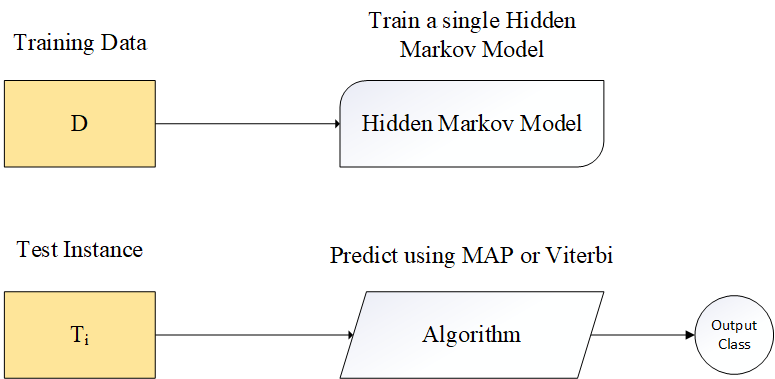 Training Data
Train a single Hidden
Markov Model
D
Hidden Markov Model
Test Instance
Predict using MAP or Viterbi
Tᵢ
Algorithm
Output
Class